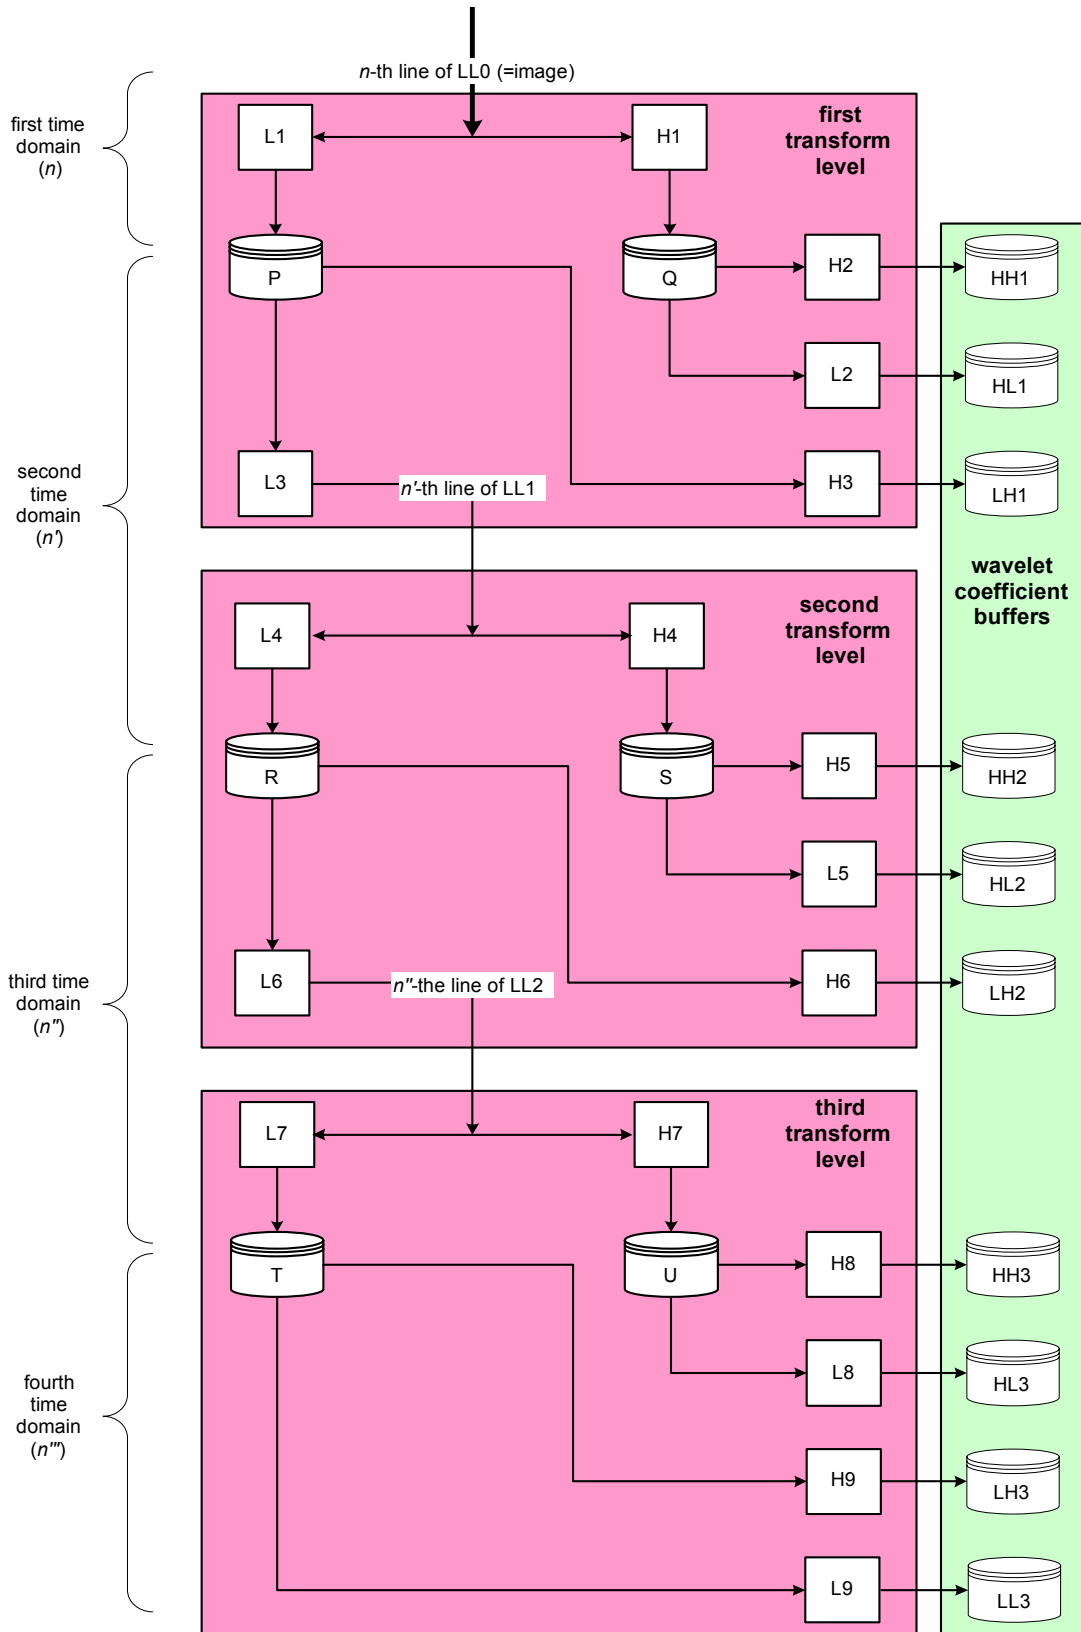 n-th line of LL0 (=image)
first time
domain
(n)
L1
H1
first
transform
level
P
Q
H2
HH1
L2
HL1
second
time
domain
(n')
L3
n'-th line of LL1
H3
LH1
wavelet
coefficient
buffers
L4
H4
second
transform
level
R
S
H5
HH2
L5
HL2
third time
domain
(n'')
L6
n''-the line of LL2
H6
LH2
L7
H7
third
transform
level
T
U
H8
HH3
L8
HL3
fourth
time
domain
(n''')
H9
LH3
L9
LL3